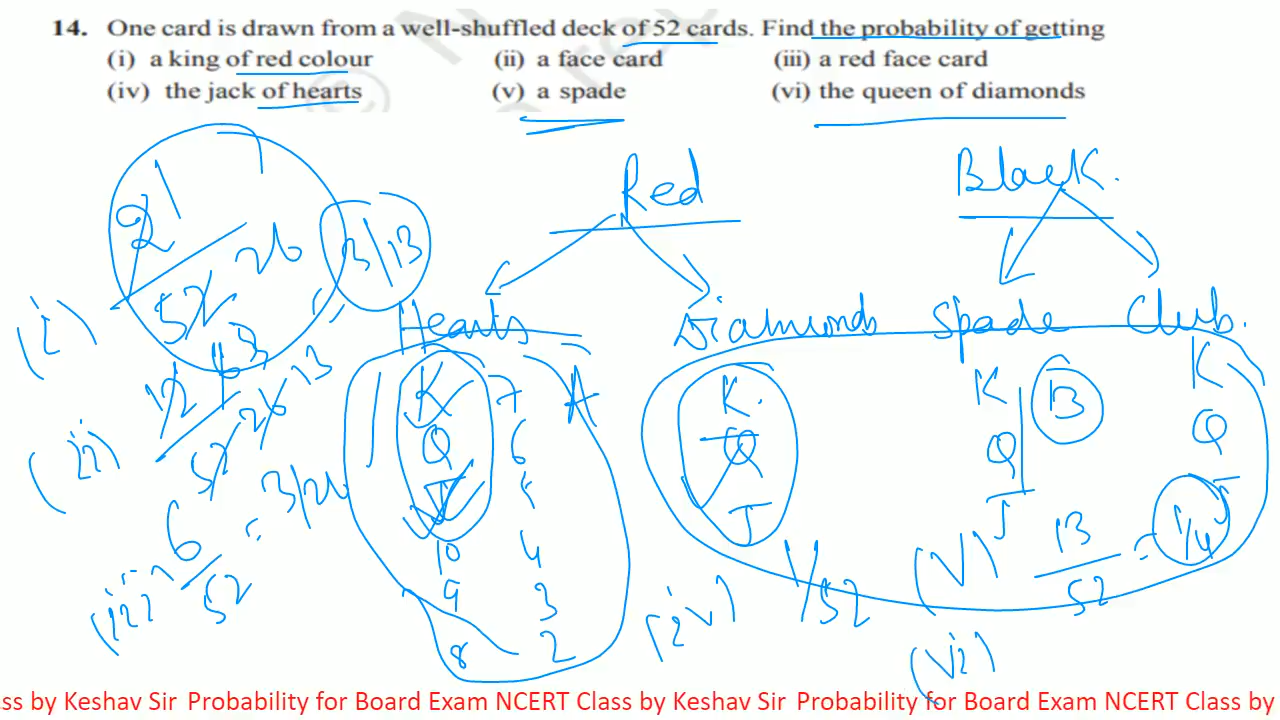 14. One card is drawn from a well-shuffled deck of 52 cards. Find the probability of getting
(i) a king of red colour (ii) a face card (iii) a red face card
(iv) the jack of hearts (v) a spade (vi) the queen of diamonds
Red Black.
Hearts Diamonds Spade Club.
(i) 2/52 1 26
(ii) 12/52 6 3 26 13 = 3/13
(iii) 6/52 = 3/26
K 7 A
Q 6
J 5
10 4
9 3
8 2
K.
Q
J
K 13
Q
J
K
Q
J
(iv) 1/52
(v) 13/52 = 1/4
(vi)
ss by Keshav Sir Probability for Board Exam NCERT Class by Keshav Sir Probability for Board Exam NCERT Class by